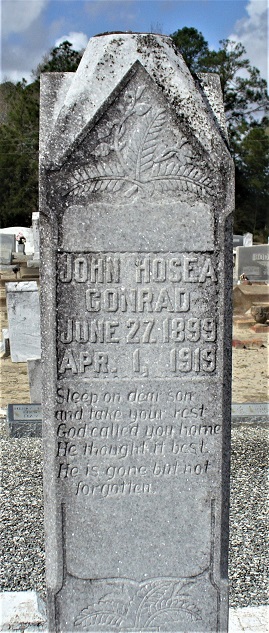 JOHN HOSEA
CONRAD
JUNE 27. 1899
APR. 1, 1919
Sleep on dear son
and take your rest
God called you home
He thought it best.
He is gone but not
forgotten.